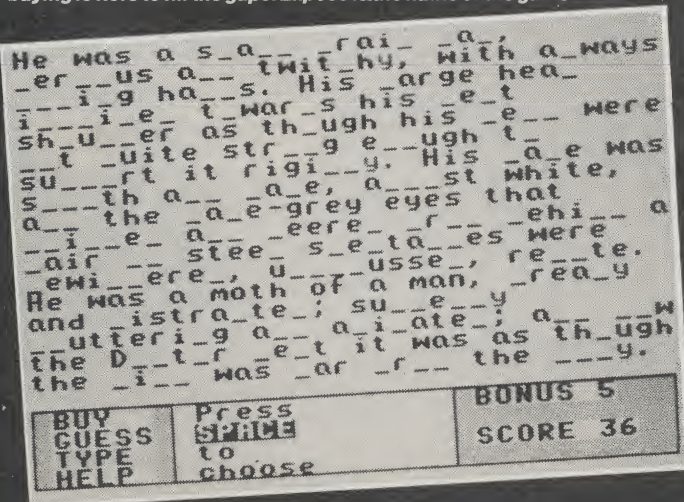 He was a s_a__ _rai_ _a_,
_er__us a__ twit_hy, with a_ways
___i_g ha__s. His _arge hea_
i___i_e_ t_war_s his _e_t
sh_u__er as th_ugh his _e__ were
__t _uite str__g e__ugh t_
su___rt it rigi__y. His _a_e was
s___th a__ _a_e, a___st white,
a__ the _a_e-grey eyes that
__i__e_ a__ _eere_ _r___ _ehi__ a
_air __ stee_ s_e_ta__es were
_ewi__ere_, u____usse_, re__te.
He was a moth of a man, _rea_y
and _istra_te_; su__e__y
__utteri_g a__ a_i_ate_; a__ __w
the D__t_r _e_t it was as th_ugh
the _i__ was _ar _r__ the ___y.
BUY
GUESS
TYPE
HELP
Press
SPACE
to
choose
BONUS 5
SCORE 36